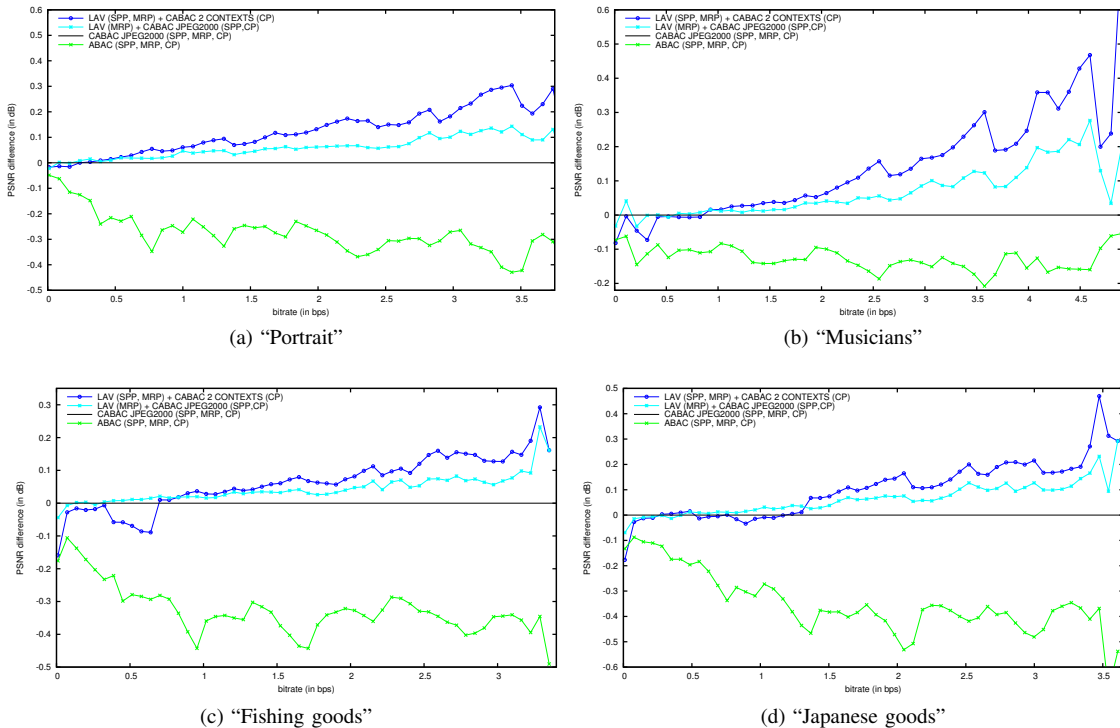 LAV (SPP, MRP) + CABAC 2 CONTEXTS (CP)
LAV (MRP) + CABAC JPEG2000 (SPP,CP)
CABAC JPEG2000 (SPP, MRP, CP)
ABAC (SPP, MRP, CP)
PSNR difference (in dB)
0.6
0.5
0.4
0.3
0.2
0.1
0
-0.1
-0.2
-0.3
-0.4
-0.5
0 0.5 1 1.5 2 2.5 3 3.5
bitrate (in bps)
(a) “Portrait”
LAV (SPP, MRP) + CABAC 2 CONTEXTS (CP)
LAV (MRP) + CABAC JPEG2000 (SPP,CP)
CABAC JPEG2000 (SPP, MRP, CP)
ABAC (SPP, MRP, CP)
PSNR difference (in dB)
0.6
0.5
0.4
0.3
0.2
0.1
0
-0.1
-0.2
0 0.5 1 1.5 2 2.5 3 3.5 4 4.5
bitrate (in bps)
(b) “Musicians”
LAV (SPP, MRP) + CABAC 2 CONTEXTS (CP)
LAV (MRP) + CABAC JPEG2000 (SPP,CP)
CABAC JPEG2000 (SPP, MRP, CP)
ABAC (SPP, MRP, CP)
PSNR difference (in dB)
0.3
0.2
0.1
0
-0.1
-0.2
-0.3
-0.4
-0.5
0 0.5 1 1.5 2 2.5 3
bitrate (in bps)
(c) “Fishing goods”
LAV (SPP, MRP) + CABAC 2 CONTEXTS (CP)
LAV (MRP) + CABAC JPEG2000 (SPP,CP)
CABAC JPEG2000 (SPP, MRP, CP)
ABAC (SPP, MRP, CP)
PSNR difference (in dB)
0.5
0.4
0.3
0.2
0.1
0
-0.1
-0.2
-0.3
-0.4
-0.5
-0.6
0 0.5 1 1.5 2 2.5 3 3.5
bitrate (in bps)
(d) “Japanese goods”